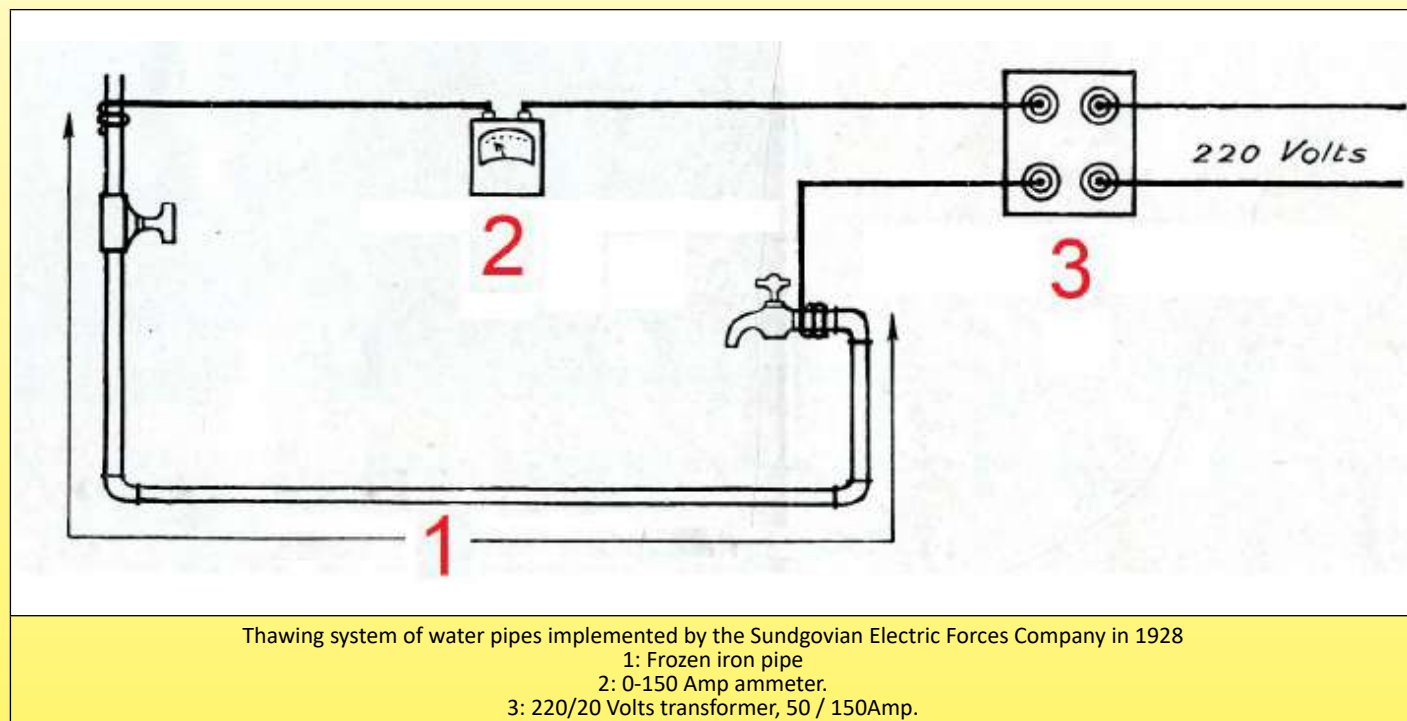 220 Volts
2
3
1
Thawing system of water pipes implemented by the Sundgovian Electric Forces Company in 1928
1: Frozen iron pipe
2: 0-150 Amp ammeter.
3: 220/20 Volts transformer, 50 / 150Amp.